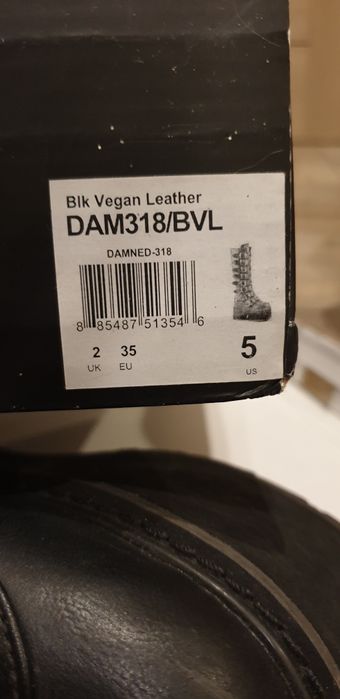 Blk Vegan Leather
DAM318/BVL
DAMNED-318
8 85487 51354 6
2 35 5
UK EU US